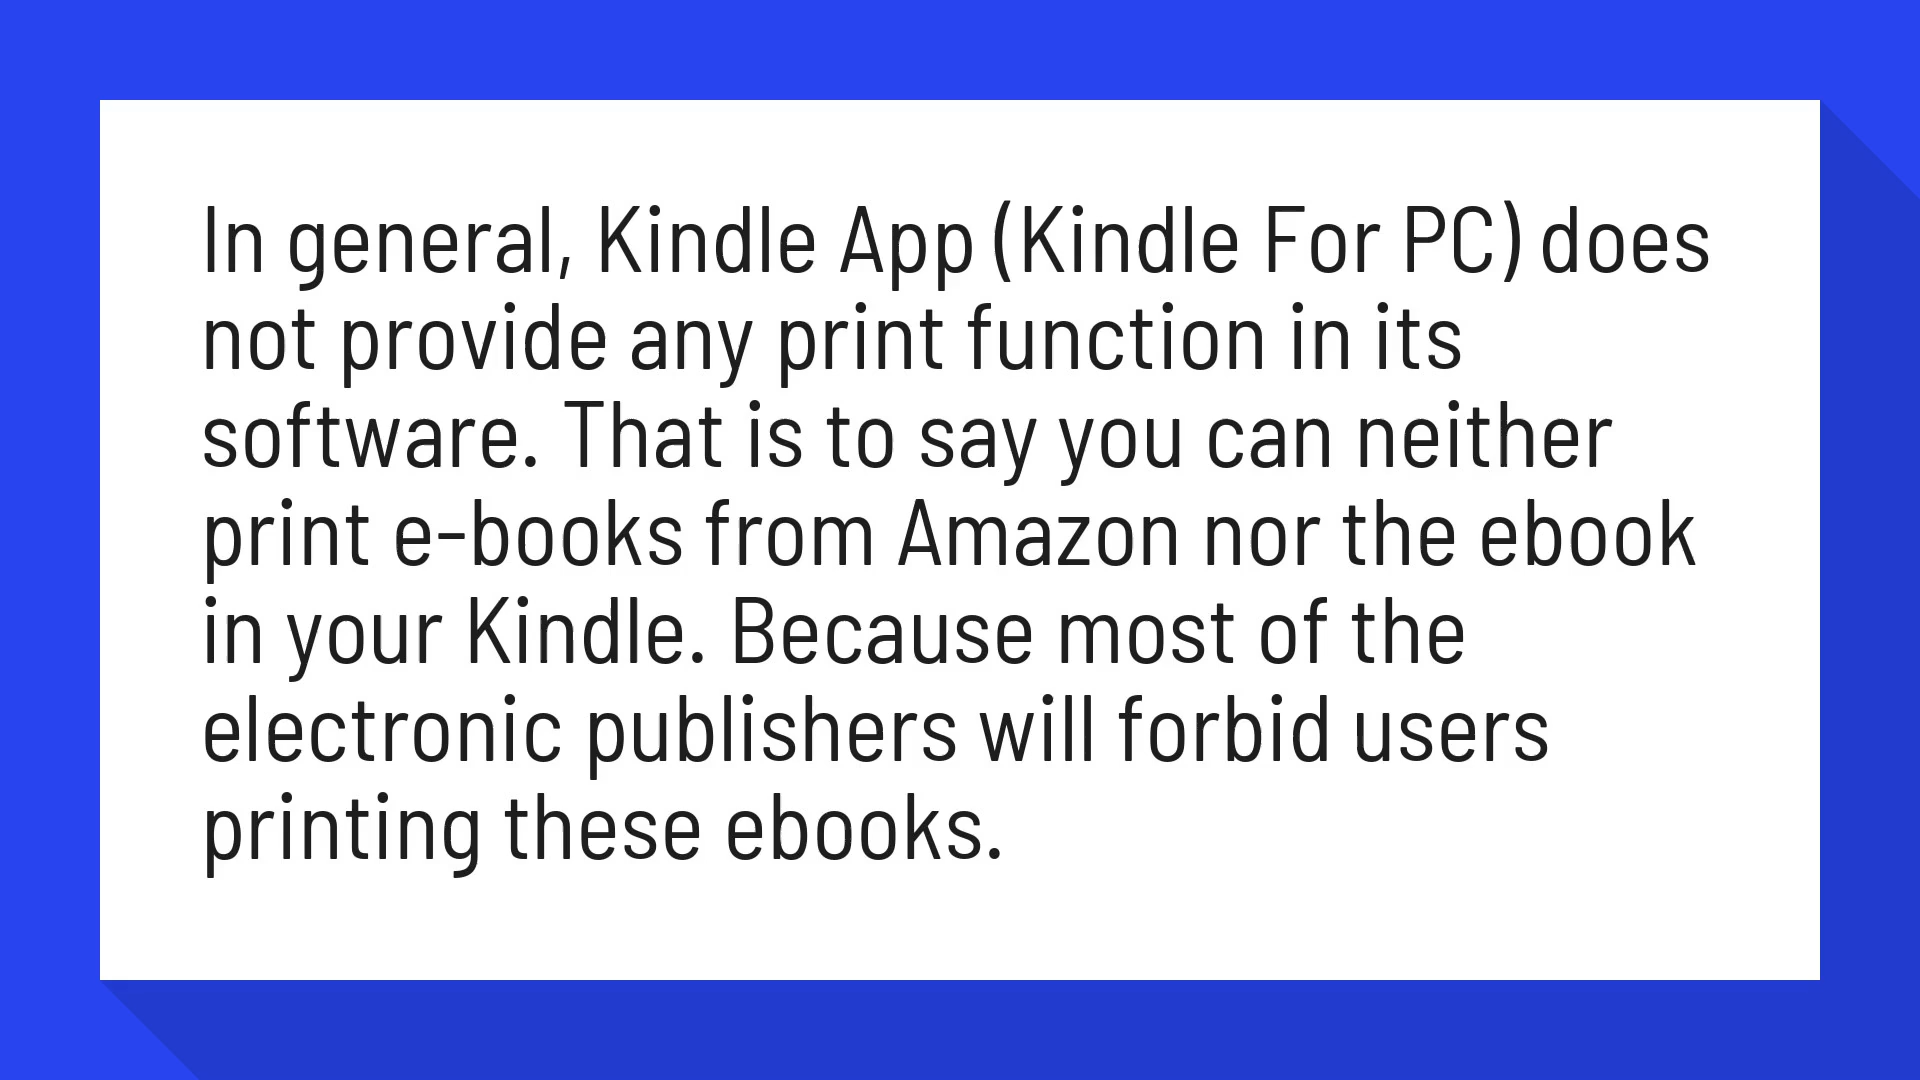 In general, Kindle App (Kindle For PC) does
not provide any print function in its
software. That is to say you can neither
print e-books from Amazon nor the ebook
in your Kindle. Because most of the
electronic publishers will forbid users
printing these ebooks.